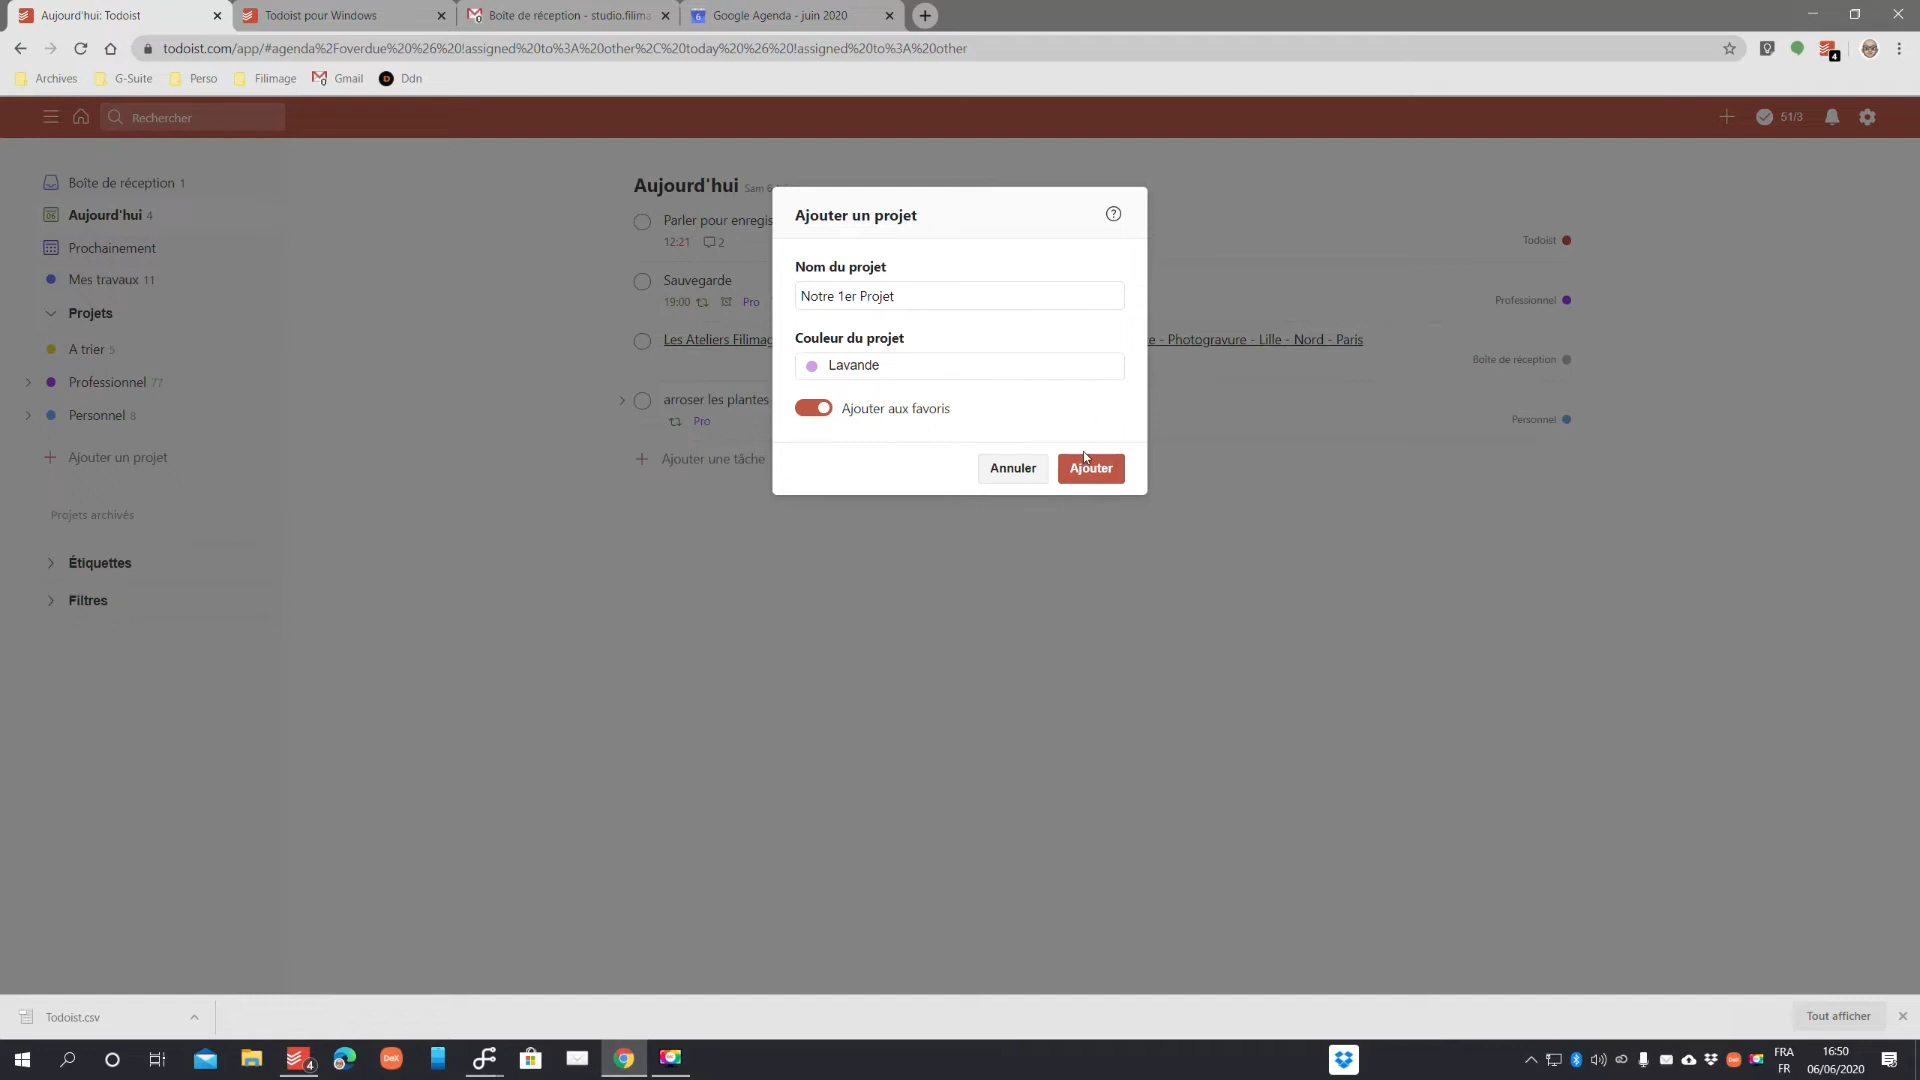 Aujourd'hui: Todoist
Todoist pour Windows
Boîte de réception - studio.filima
Google Agenda - juin 2020
todoist.com/app/#agenda%2Foverdue%20%26%20!assigned%20to%3A%20other%2C%20today%20%26%20!assigned%20to%3A%20other
4
Archives
G-Suite
Perso
Filimage
Gmail
Ddn
Rechercher
51/3
Boîte de réception 1
Aujourd'hui 4
Prochainement
Mes travaux 11
Projets
A trier 5
Professionnel 77
Personnel 8
Ajouter un projet
Projets archivés
Étiquettes
Filtres
Aujourd'hui Sam 6
Parler pour enregis
12:21 2
Todoist
Sauvegarde
19:00 Pro
Professionnel
Les Ateliers Filimag
e - Photogravure - Lille - Nord - Paris
Boîte de réception
arroser les plantes
Pro
Personnel
Ajouter une tâche
Ajouter un projet
Nom du projet
Notre 1er Projet
Couleur du projet
Lavande
Ajouter aux favoris
Annuler
Ajouter
Todoist.csv
Tout afficher
4
DeX
FRA
FR
16:50
06/06/2020